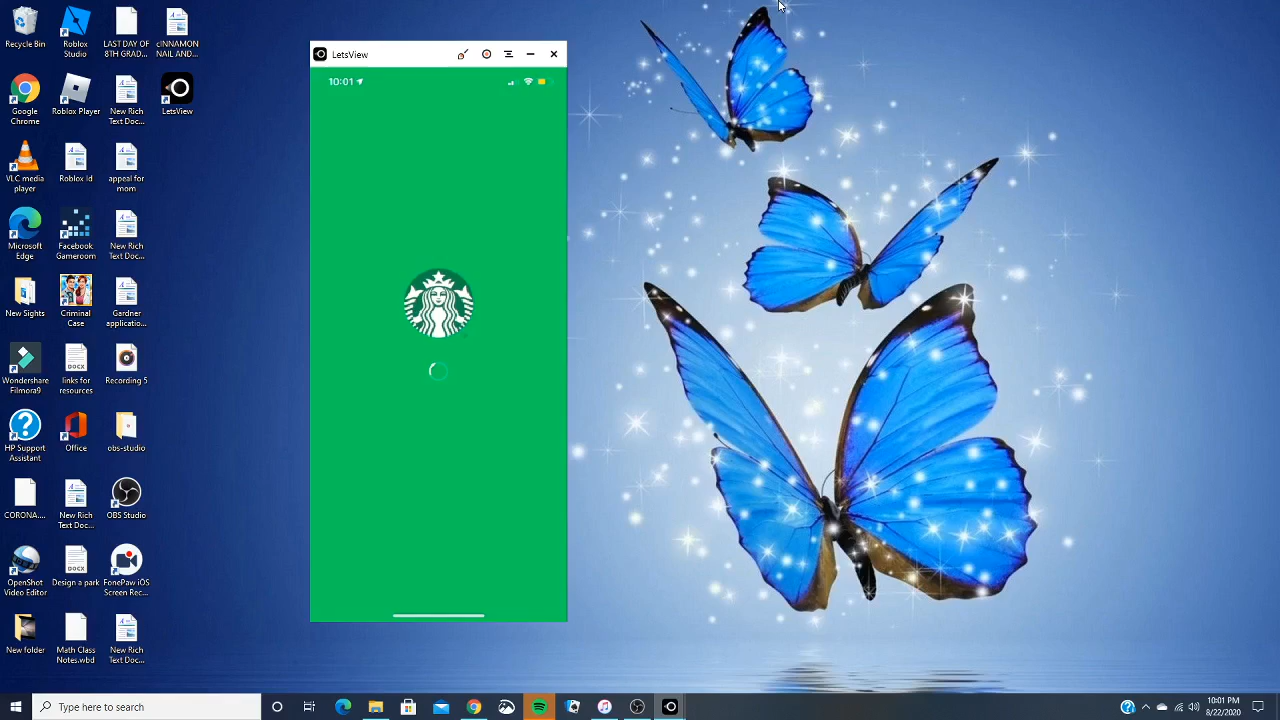 Recycle Bin
Roblox Studio
LAST DAY OF 8TH GRAD...
cINNAMON NAIL AND...
Google Chrome
Roblox Player
New Rich Text Doc...
LetsView
VLC media player
Roblox Id
appeal for mom
Microsoft Edge
Facebook Gameroom
New Rich Text Doc...
New Sights
Criminal Case
Gardner applicatio...
Wondershare Filmora9
links for resources
Recording 5
HP Support Assistant
Office
obs-studio
CORONA....
New Rich Text Doc...
OBS Studio
OpenShot Video Editor
Design a park
FonePaw iOS Screen Rec...
New folder
Math Class Notes.wbd
New Rich Text Doc...
LetsView
10:01
Type here to search
10:01 PM
8/22/2020